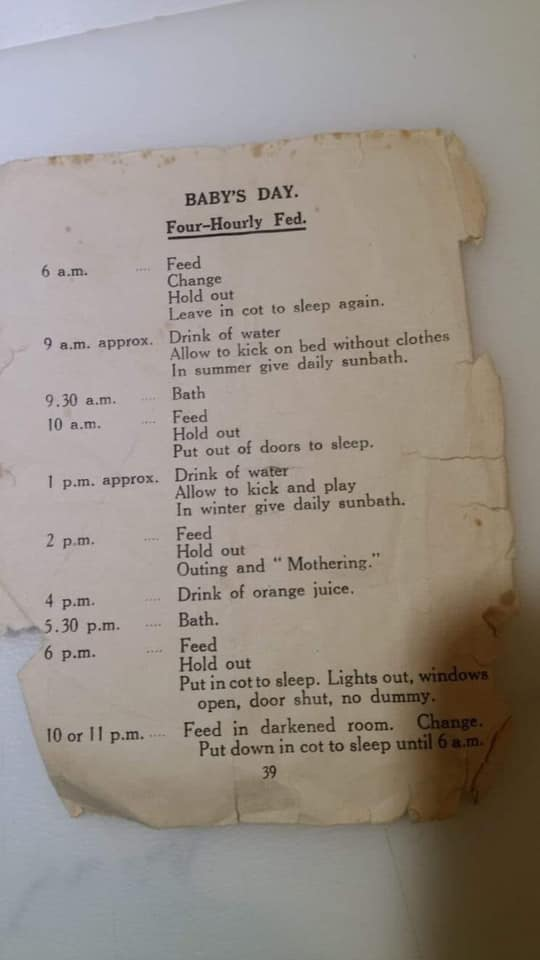 BABY'S DAY.
Four-Hourly Fed.
6 a.m. .... Feed
Change
Hold out
Leave in cot to sleep again.
9 a.m. approx. Drink of water
Allow to kick on bed without clothes
In summer give daily sunbath.
9.30 a.m. .... Bath
10 a.m. .... Feed
Hold out
Put out of doors to sleep.
1 p.m. approx. Drink of water
Allow to kick and play
In winter give daily sunbath.
2 p.m. .... Feed
Hold out
Outing and "Mothering."
4 p.m. .... Drink of orange juice.
5.30 p.m. .... Bath.
6 p.m. .... Feed
Hold out
Put in cot to sleep. Lights out, windows
open, door shut, no dummy.
10 or 11 p.m. .... Feed in darkened room. Change.
Put down in cot to sleep until 6 a.m.
39